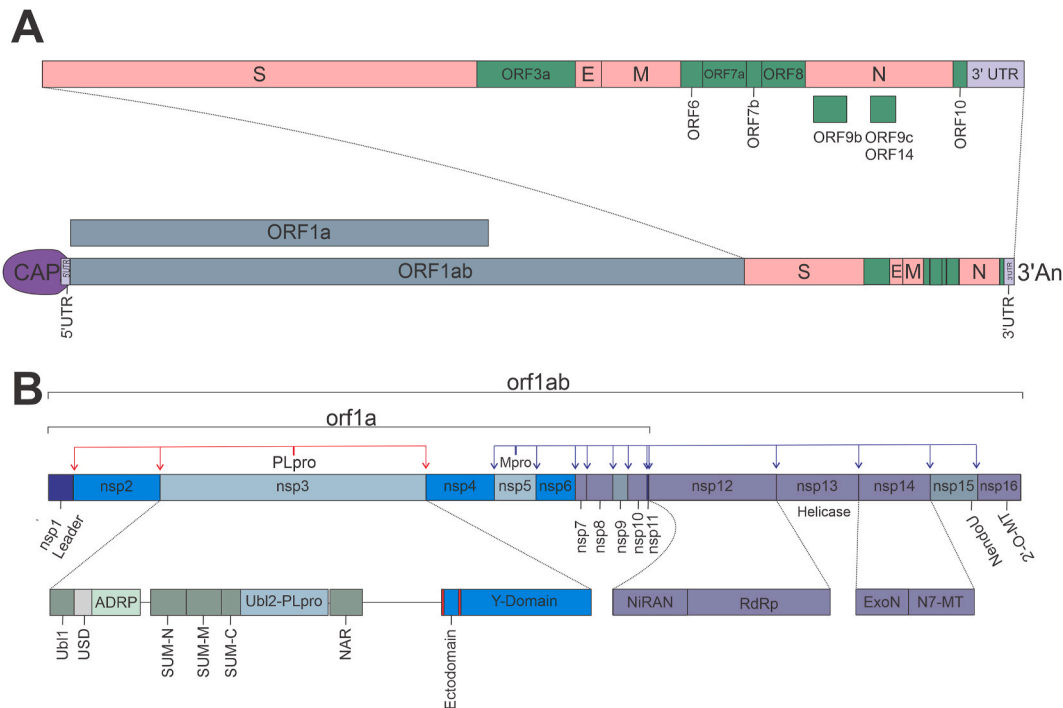 A
S ORF3a E M ORF7a ORF8 N 3' UTR
ORF6 ORF7b ORF9b ORF9c ORF10
ORF14
ORF1a
CAP 5'UTR ORF1ab S E M N 3'UTR 3'An
5'UTR 3'UTR
B
orf1ab
orf1a
PLpro Mpro
nsp2 nsp3 nsp4 nsp5 nsp6 nsp12 nsp13 nsp14 nsp15 nsp16
nsp1 Leader nsp7 nsp8 nsp9 nsp10 nsp11 Helicase NendoU 2'-O-MT
ADRP Ubl2-PLpro Y-Domain NiRAN RdRp ExoN N7-MT
Ubl1 USD SUM-N SUM-M SUM-C NAR Ectodomain